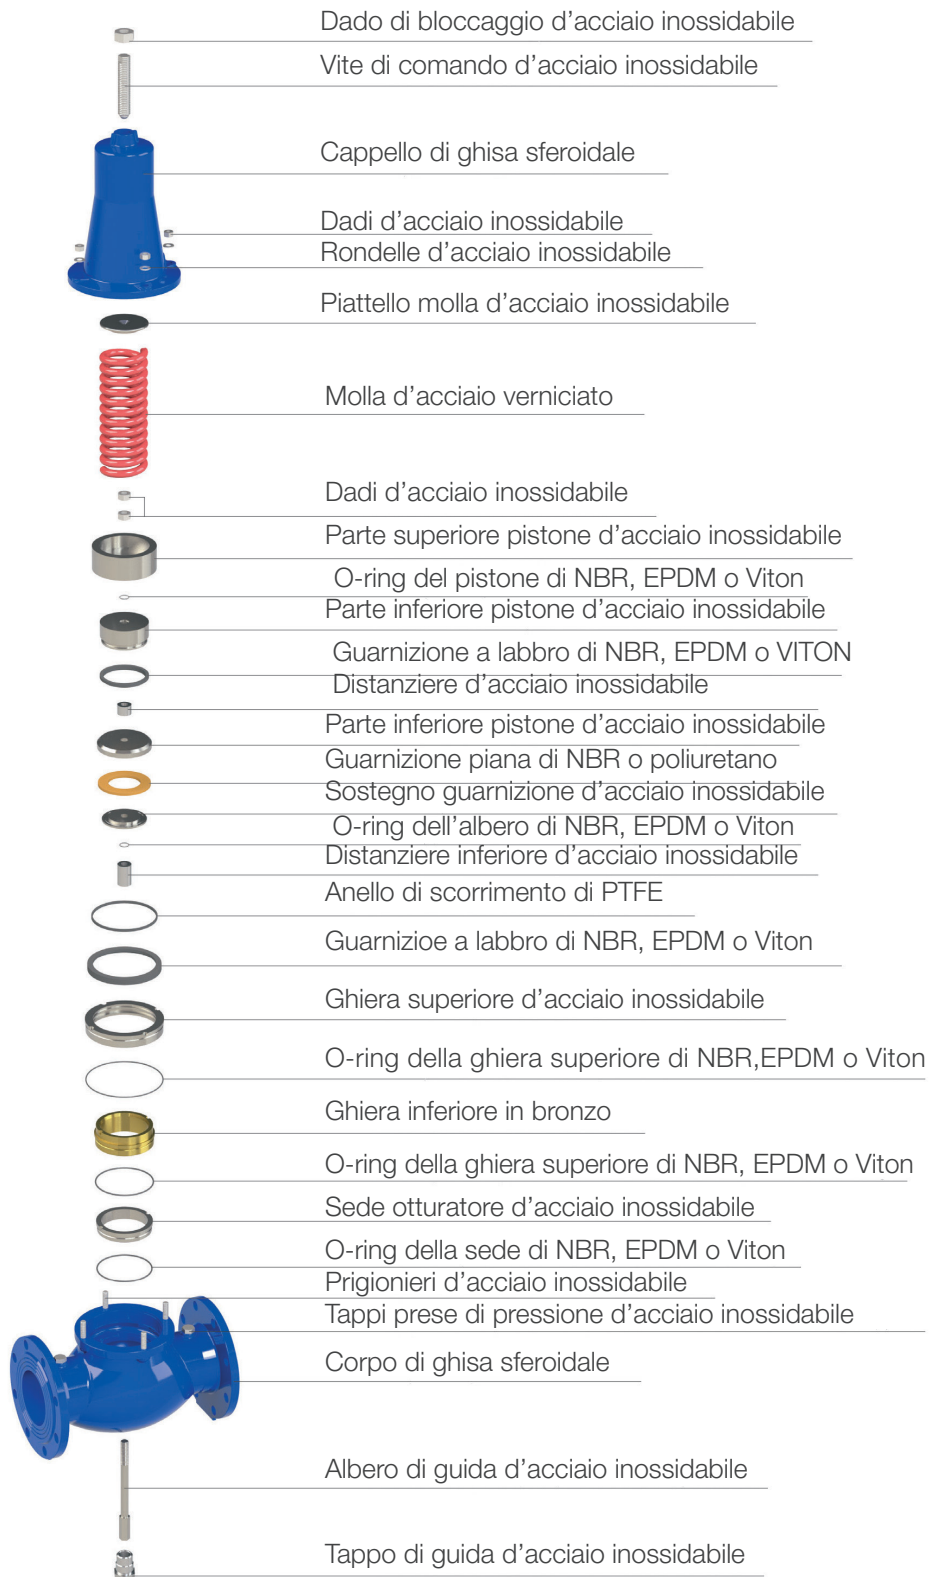 Dado di bloccaggio d’acciaio inossidabile
Vite di comando d’acciaio inossidabile
Cappello di ghisa sferoidale
Dadi d’acciaio inossidabile
Rondelle d’acciaio inossidabile
Piattello molla d’acciaio inossidabile
Molla d’acciaio verniciato
Dadi d’acciaio inossidabile
Parte superiore pistone d’acciaio inossidabile
O-ring del pistone di NBR, EPDM o Viton
Parte inferiore pistone d’acciaio inossidabile
Guarnizione a labbro di NBR, EPDM o VITON
Distanziere d’acciaio inossidabile
Parte inferiore pistone d’acciaio inossidabile
Guarnizione piana di NBR o poliuretano
Sostegno guarnizione d’acciaio inossidabile
O-ring dell’albero di NBR, EPDM o Viton
Distanziere inferiore d’acciaio inossidabile
Anello di scorrimento di PTFE
Guarnizioe a labbro di NBR, EPDM o Viton
Ghiera superiore d’acciaio inossidabile
O-ring della ghiera superiore di NBR,EPDM o Viton
Ghiera inferiore in bronzo
O-ring della ghiera superiore di NBR, EPDM o Viton
Sede otturatore d’acciaio inossidabile
O-ring della sede di NBR, EPDM o Viton
Prigionieri d’acciaio inossidabile
Tappi prese di pressione d’acciaio inossidabile
Corpo di ghisa sferoidale
Albero di guida d’acciaio inossidabile
Tappo di guida d’acciaio inossidabile